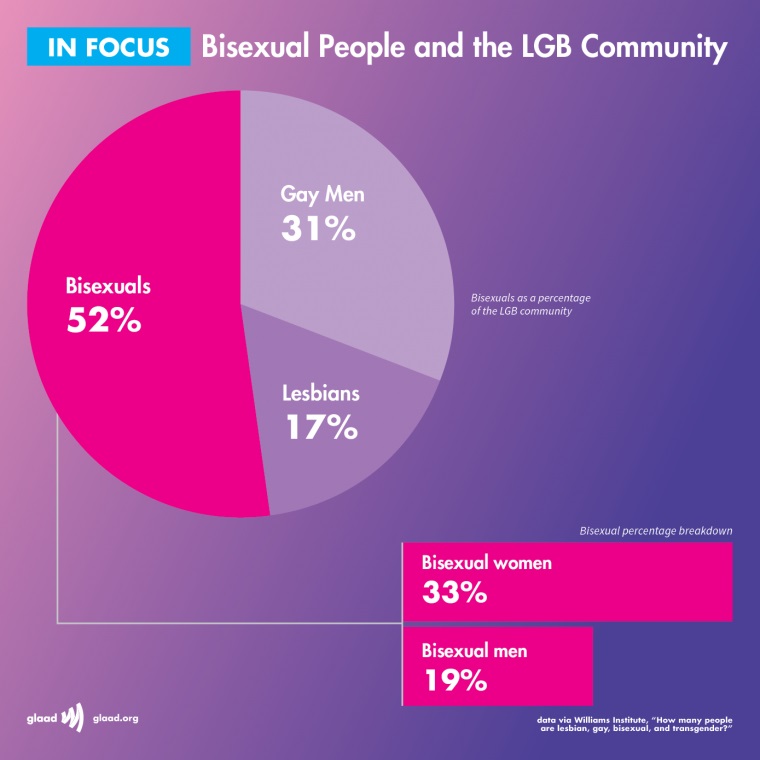 IN FOCUS Bisexual People and the LGB Community
Gay Men
31%
Bisexuals
52%
Bisexuals as a percentage
of the LGB community
Lesbians
17%
Bisexual percentage breakdown
Bisexual women
33%
Bisexual men
19%
glaad glaad.org
data via Williams Institute, “How many people
are lesbian, gay, bisexual, and transgender?”